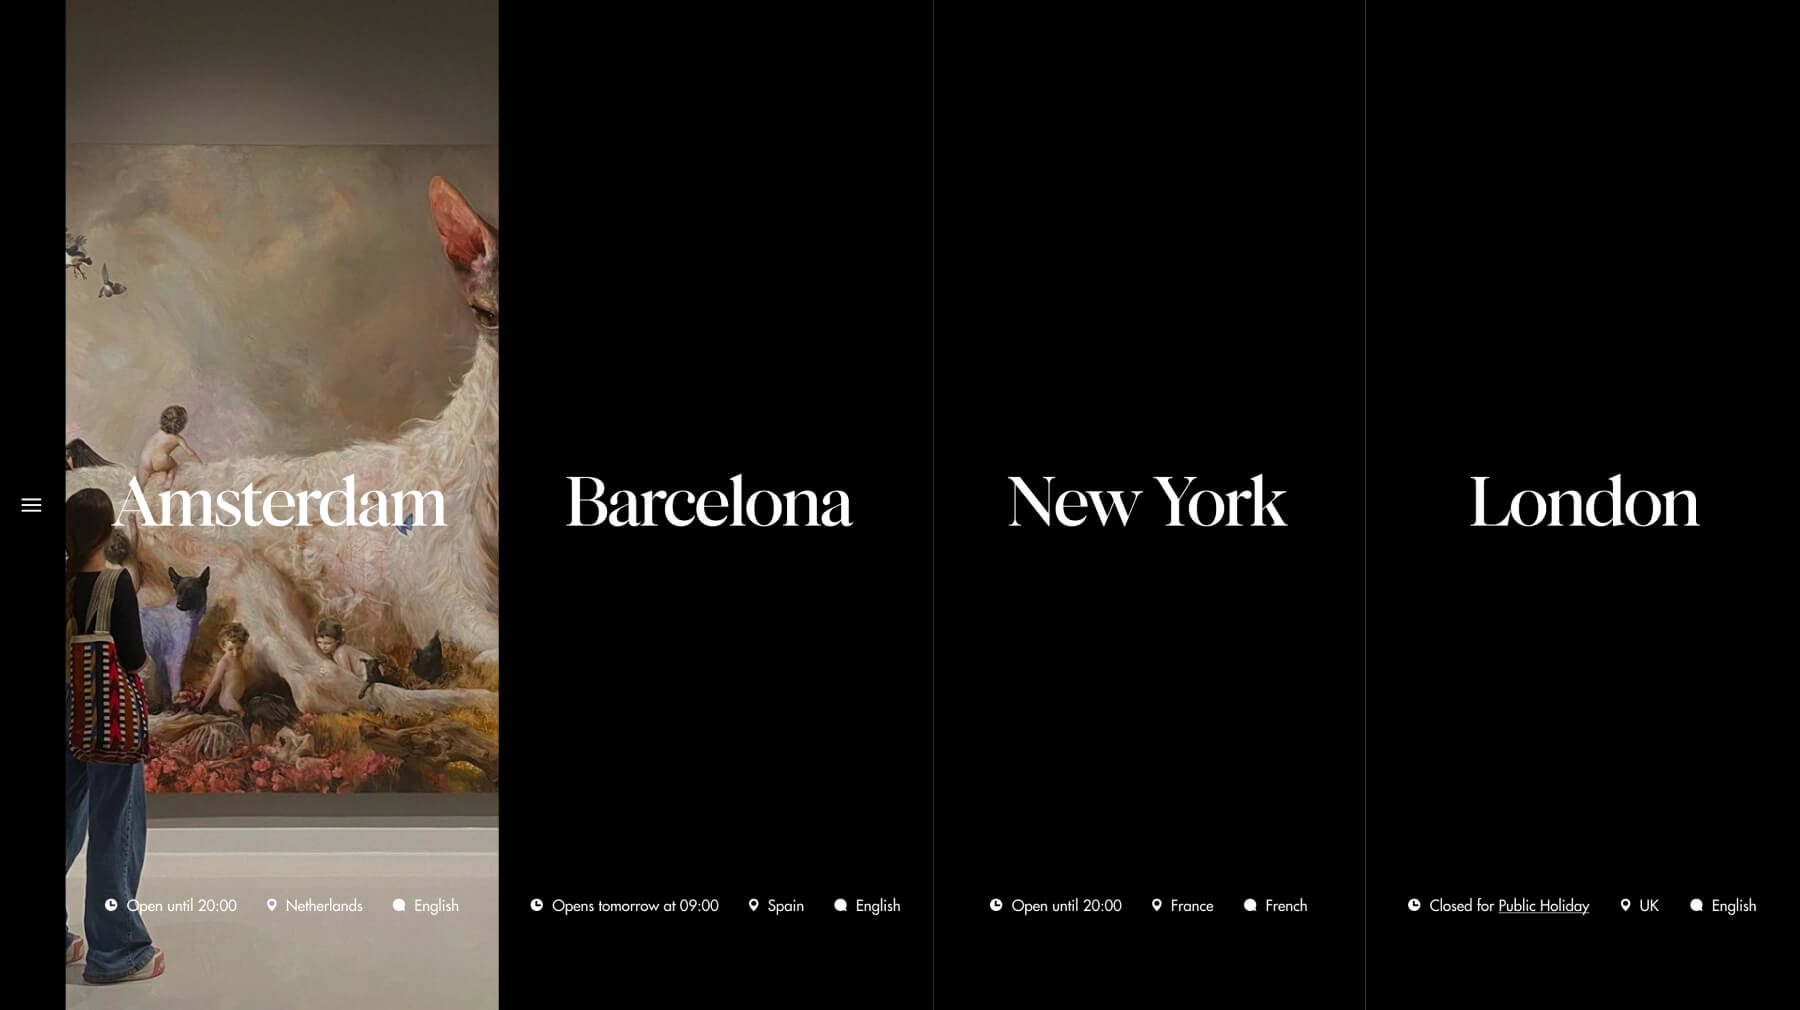 Amsterdam
Open until 20:00 Netherlands English
Barcelona
Opens tomorrow at 09:00 Spain English
New York
Open until 20:00 France French
London
Closed for Public Holiday UK English